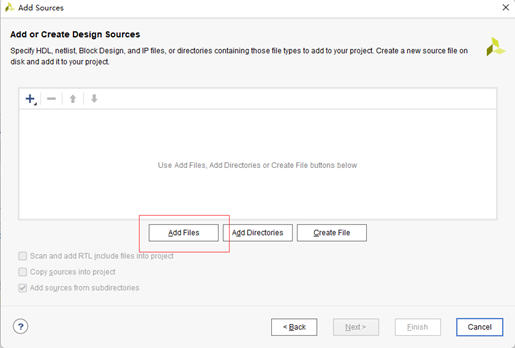 Add Sources
Add or Create Design Sources
Specify HDL, netlist, Block Design, and IP files, or directories containing those file types to add to your project. Create a new source file on
disk and add it to your project.
Use Add Files, Add Directories or Create File buttons below
Add Files Add Directories Create File
Scan and add RTL include files into project
Copy sources into project
Add sources from subdirectories
? < Back Next > Finish Cancel